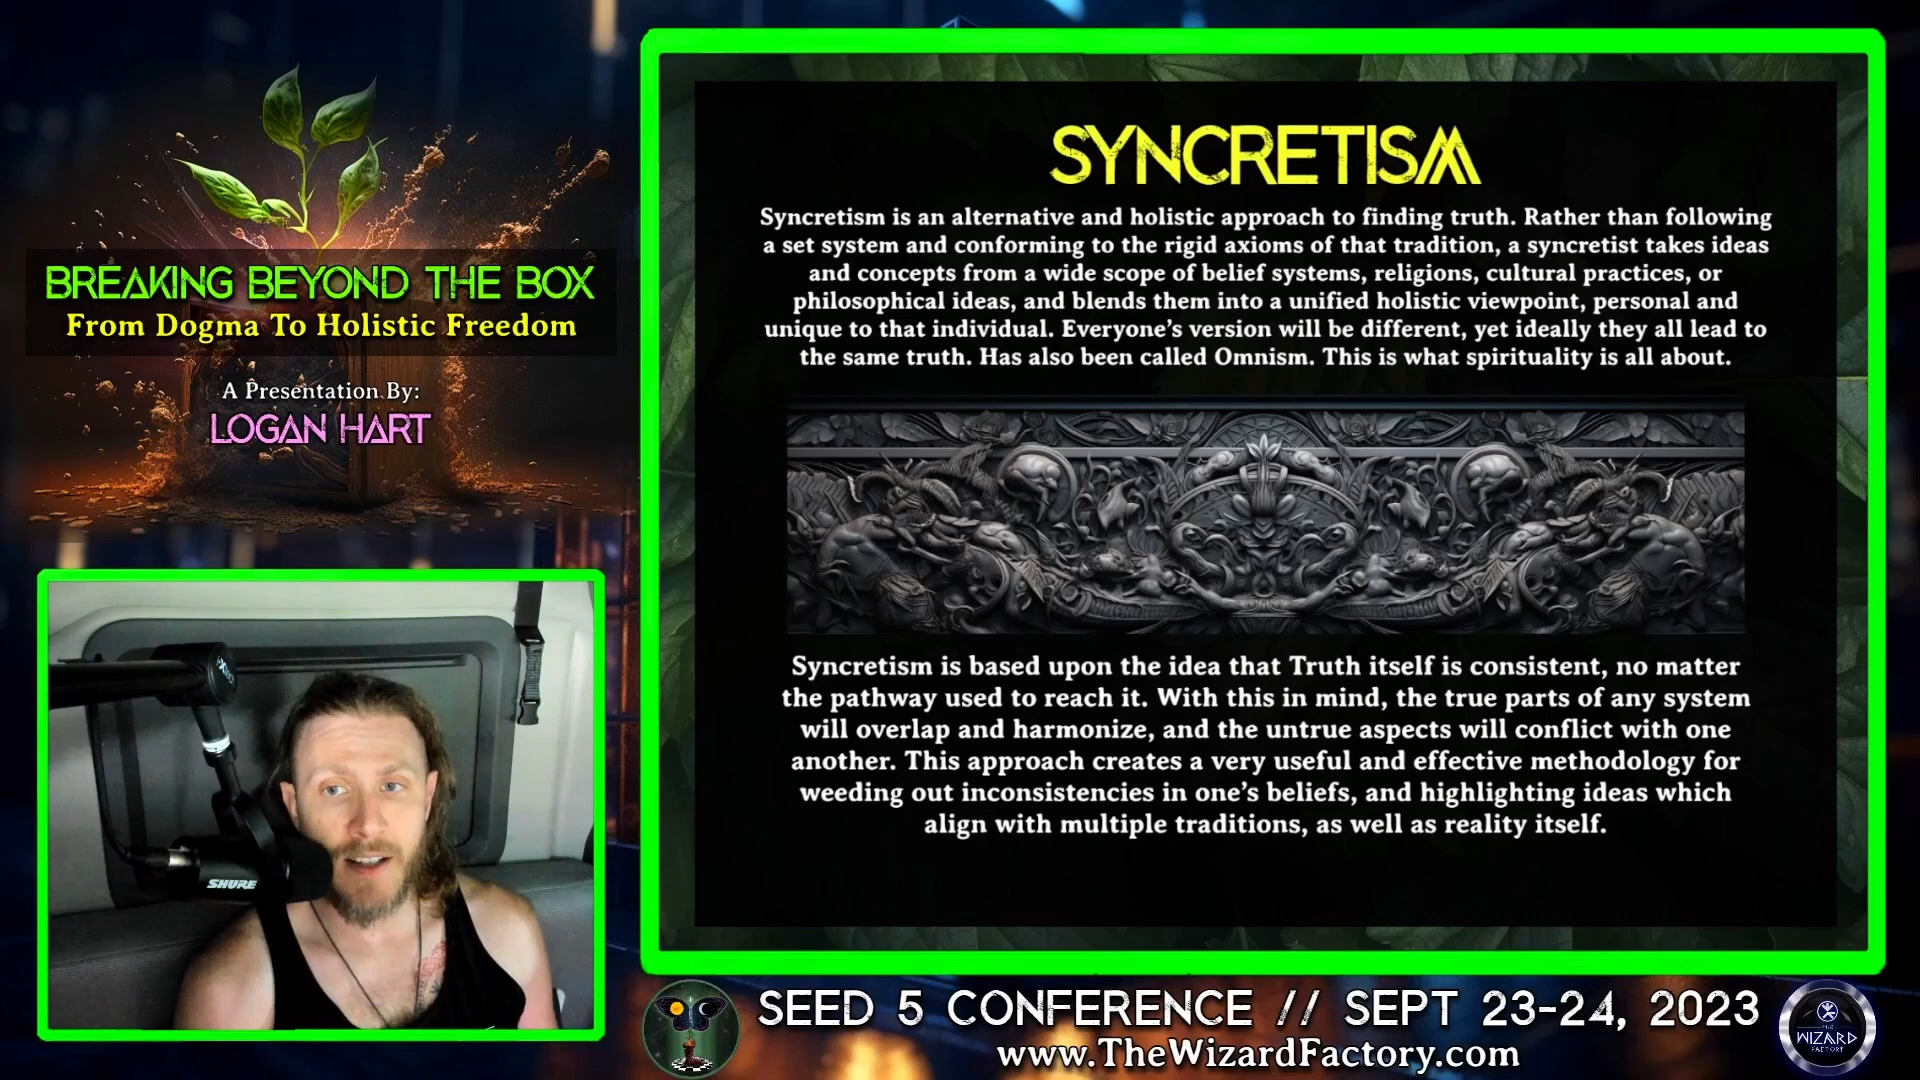 BREAKING BEYOND THE BOX
From Dogma To Holistic Freedom
A Presentation By:
LOGAN HART
SHURE
SYNCRETISM
Syncretism is an alternative and holistic approach to finding truth. Rather than following
a set system and conforming to the rigid axioms of that tradition, a syncretist takes ideas
and concepts from a wide scope of belief systems, religions, cultural practices, or
philosophical ideas, and blends them into a unified holistic viewpoint, personal and
unique to that individual. Everyone's version will be different, yet ideally they all lead to
the same truth. Has also been called Omnism. This is what spirituality is all about.
Syncretism is based upon the idea that Truth itself is consistent, no matter
the pathway used to reach it. With this in mind, the true parts of any system
will overlap and harmonize, and the untrue aspects will conflict with one
another. This approach creates a very useful and effective methodology for
weeding out inconsistencies in one's beliefs, and highlighting ideas which
align with multiple traditions, as well as reality itself.
SEED 5 CONFERENCE // SEPT 23-24, 2023
www.TheWizardFactory.com
THE
WIZARD
FACTORY